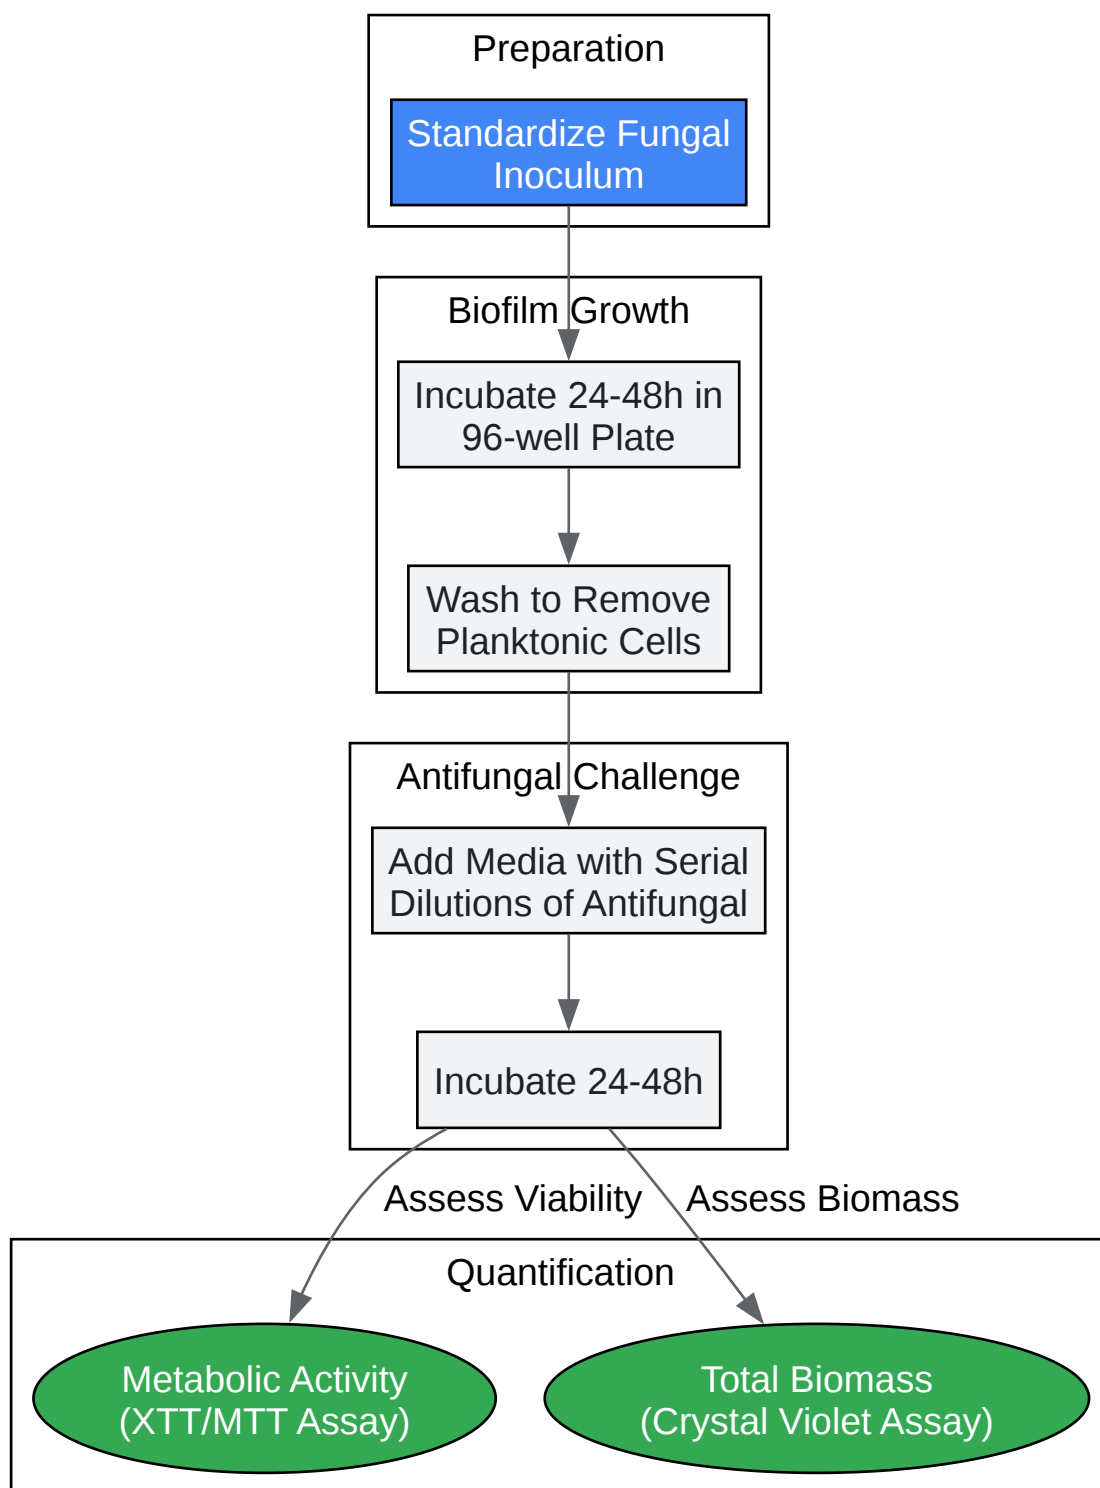 Preparation
Standardize Fungal
Inoculum
Biofilm Growth
Incubate 24-48h in
96-well Plate
Wash to Remove
Planktonic Cells
Antifungal Challenge
Add Media with Serial
Dilutions of Antifungal
Incubate 24-48h
Assess Viability
Assess Biomass
Quantification
Metabolic Activity
(XTT/MTT Assay)
Total Biomass
(Crystal Violet Assay)